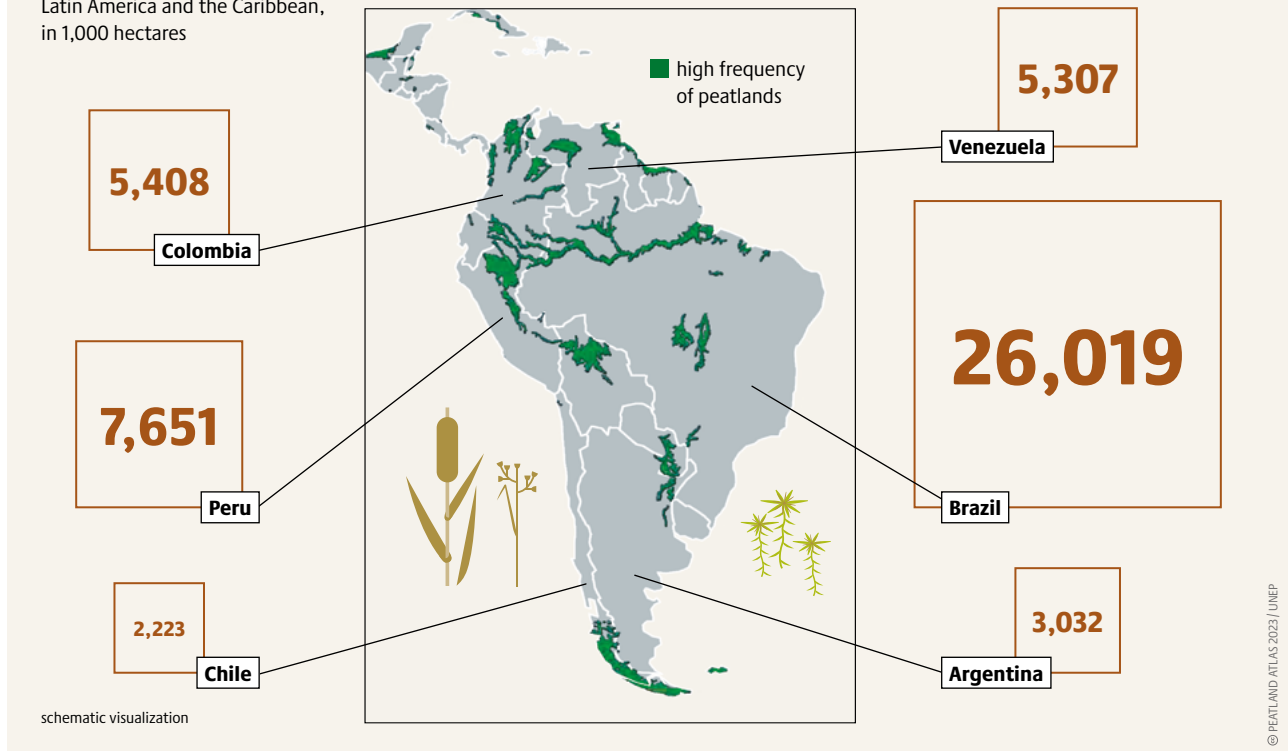 Latin America and the Caribbean,
in 1,000 hectares
high frequency
of peatlands
5,307
Venezuela
5,408
Colombia
26,019
Brazil
7,651
Peru
2,223
Chile
3,032
Argentina
schematic visualization
PEATLAND ATLAS 2023 / UNEP